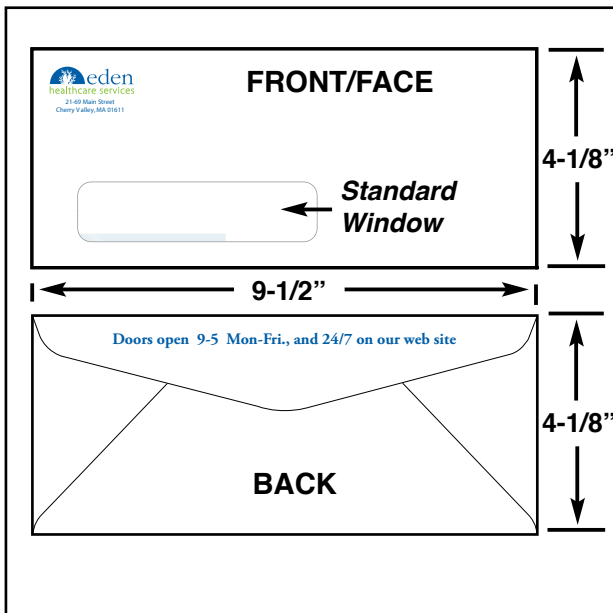 eden
healthcare services
21-69 Main Street
Cherry Valley, MA 01611
FRONT/FACE
4-1/8”
Standard
Window
9-1/2”
Doors open 9-5 Mon-Fri., and 24/7 on our web site
4-1/8”
BACK